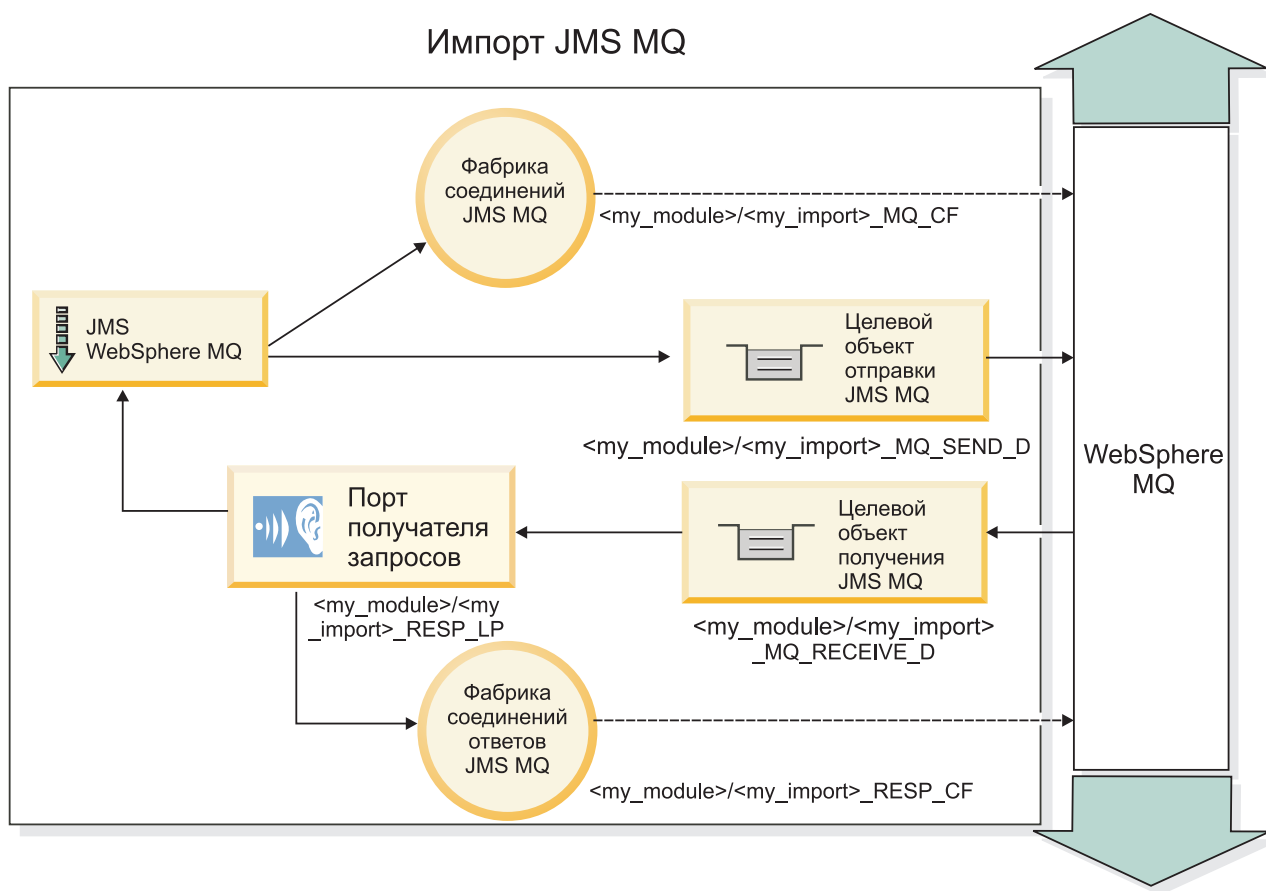 Импорт JMS MQ
Фабрика
соединений
JMS MQ
<my_module>/<my_import>_MQ_CF
JMS
WebSphere MQ
Целевой
объект
отправки
JMS MQ
<my_module>/<my_import>_MQ_SEND_D
WebSphere
MQ
Порт
получателя
запросов
<my_module>/<my
_import>_RESP_LP
Целевой
объект
получения
JMS MQ
<my_module>/<my_import>
_MQ_RECEIVE_D
Фабрика
соединений
ответов
JMS MQ
<my_module>/<my_import>_RESP_CF